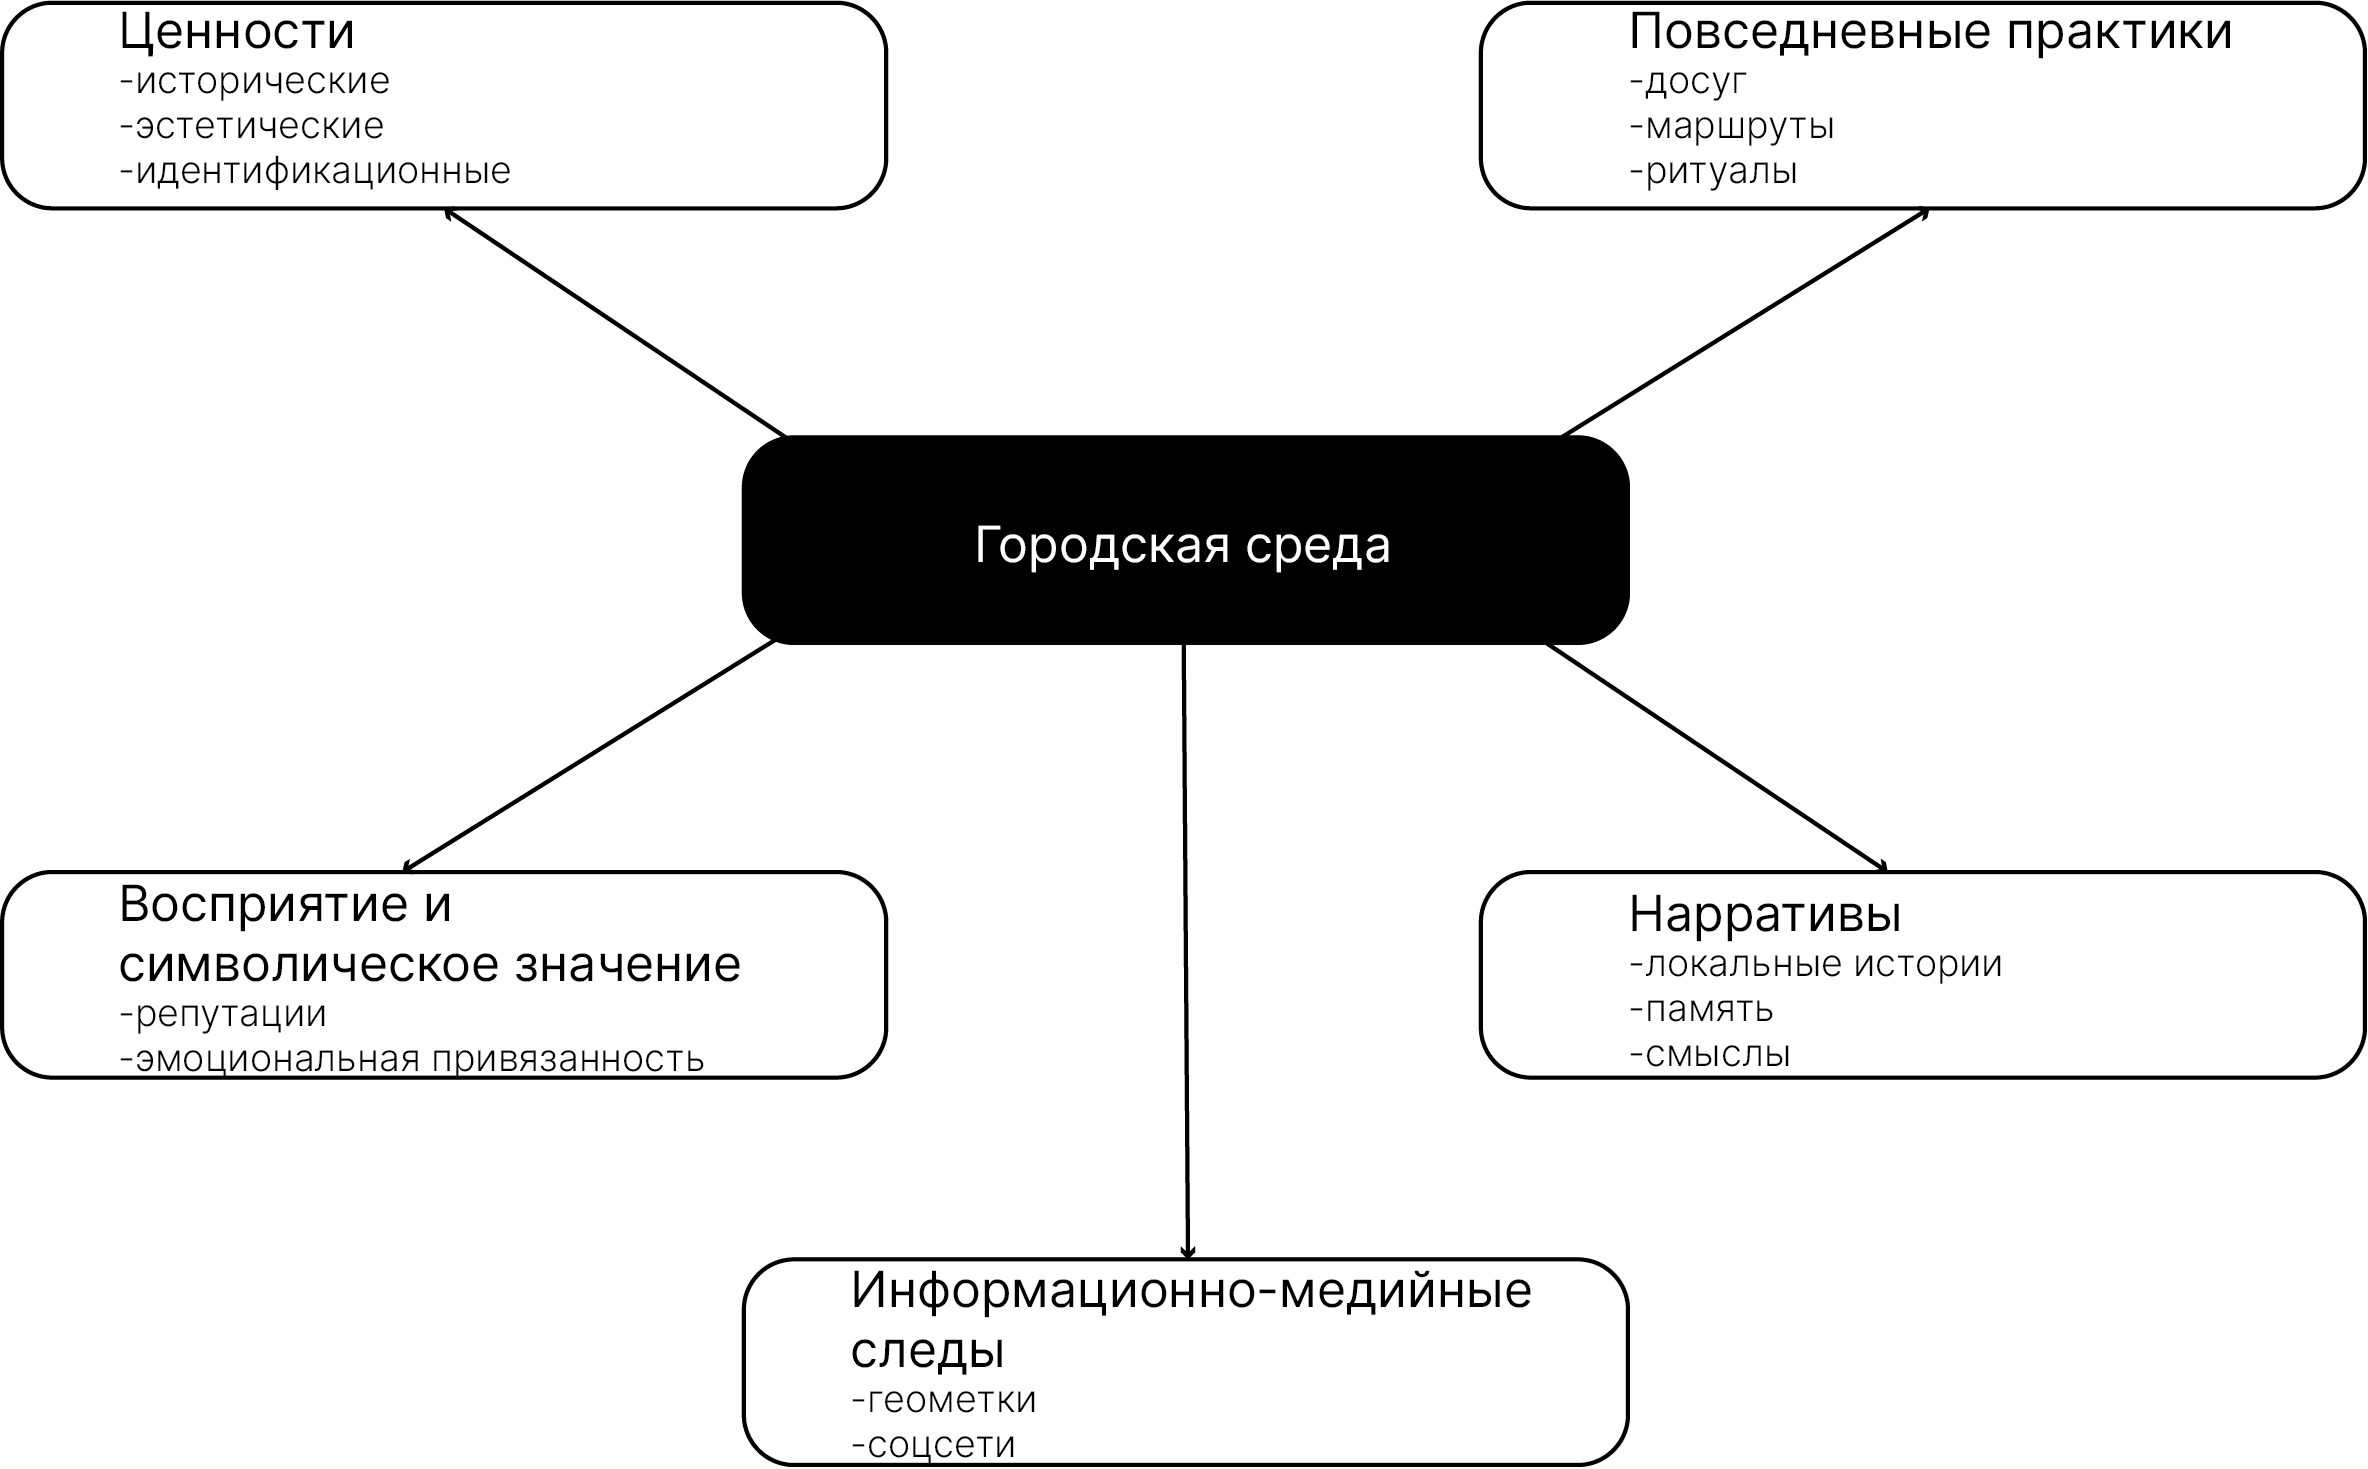 Ценности
-исторические
-эстетические
-идентификационные
Повседневные практики
-досуг
-маршруты
-ритуалы
Городская среда
Восприятие и
символическое значение
-репутации
-эмоциональная привязанность
Нарративы
-локальные истории
-память
-смыслы
Информационно-медийные
следы
-геометки
-соцсети